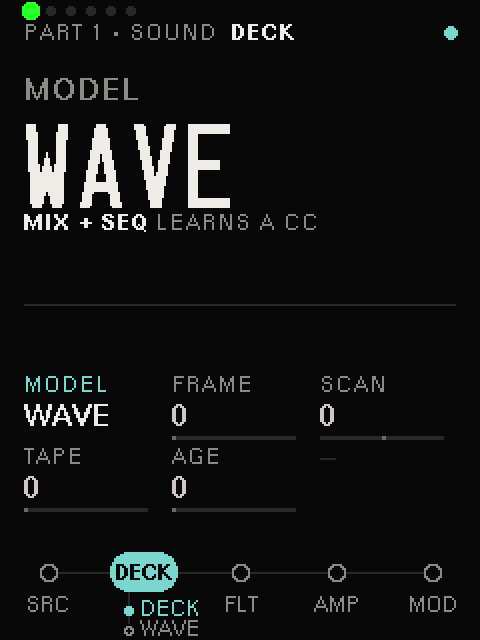 PART 1 · SOUND DECK
MODEL
WAVE
MIX + SEQ LEARNS A CC
MODEL FRAME SCAN
WAVE 0 0
TAPE AGE —
0 0
DECK
SRC DECK FLT AMP MOD
WAVE